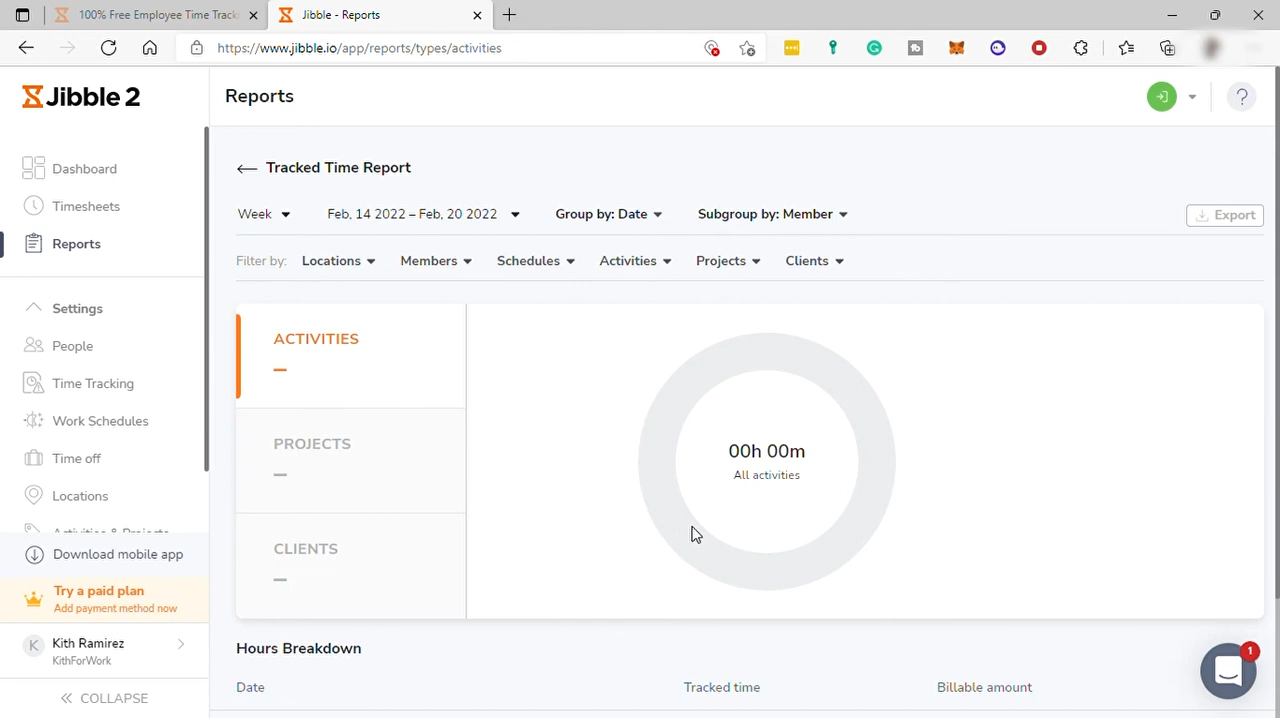 100% Free Employee Time Track
Jibble - Reports
https://www.jibble.io/app/reports/types/activities
Jibble 2
Reports
?
Dashboard
Timesheets
Reports
Settings
People
Time Tracking
Work Schedules
Time off
Locations
Activities & Projects
Download mobile app
Try a paid plan
Add payment method now
K
Kith Ramirez
KithForWork
COLLAPSE
Tracked Time Report
Week
Feb, 14 2022 – Feb, 20 2022
Group by: Date
Subgroup by: Member
Export
Filter by:
Locations
Members
Schedules
Activities
Projects
Clients
ACTIVITIES
–
PROJECTS
–
CLIENTS
–
00h 00m
All activities
Hours Breakdown
Date
Tracked time
Billable amount
1